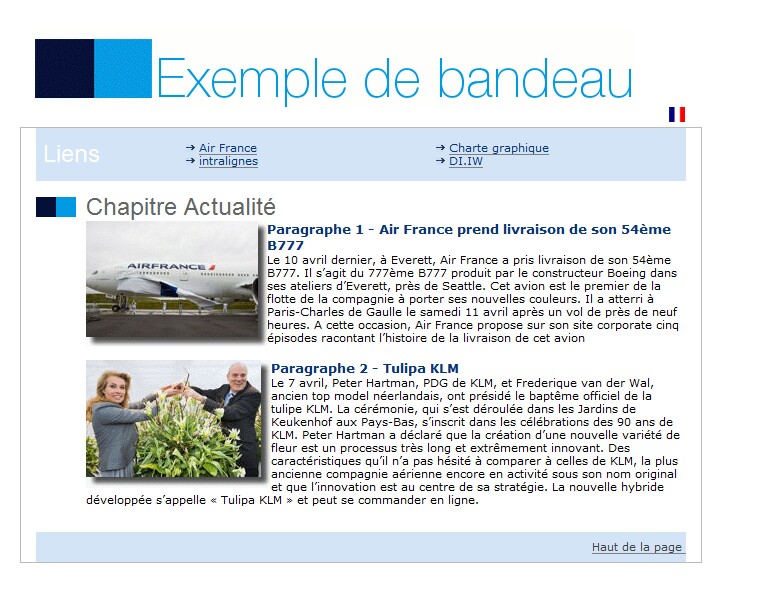 Exemple de bandeau
Liens
→ Air France
→ intralignes
→ Charte graphique
→ DI.IW
Chapitre Actualité
AIRFRANCE
Paragraphe 1 - Air France prend livraison de son 54ème
B777
Le 10 avril dernier, à Everett, Air France a pris livraison de son 54ème
B777. Il s’agit du 777ème B777 produit par le constructeur Boeing dans
ses ateliers d’Everett, près de Seattle. Cet avion est le premier de la
flotte de la compagnie à porter ses nouvelles couleurs. Il a atterri à
Paris-Charles de Gaulle le samedi 11 avril après un vol de près de neuf
heures. A cette occasion, Air France propose sur son site corporate cinq
épisodes racontant l’histoire de la livraison de cet avion
Paragraphe 2 - Tulipa KLM
Le 7 avril, Peter Hartman, PDG de KLM, et Frederique van der Wal,
ancien top model néerlandais, ont présidé le baptême officiel de la
tulipe KLM. La cérémonie, qui s’est déroulée dans les Jardins de
Keukenhof aux Pays-Bas, s’inscrit dans les célébrations des 90 ans de
KLM. Peter Hartman a déclaré que la création d’une nouvelle variété de
fleur est un processus très long et extrêmement innovant. Des
caractéristiques qu’il n’a pas hésité à comparer à celles de KLM, la plus
ancienne compagnie aérienne encore en activité sous son nom original
et que l’innovation est au centre de sa stratégie. La nouvelle hybride
développée s’appelle « Tulipa KLM » et peut se commander en ligne.
Haut de la page